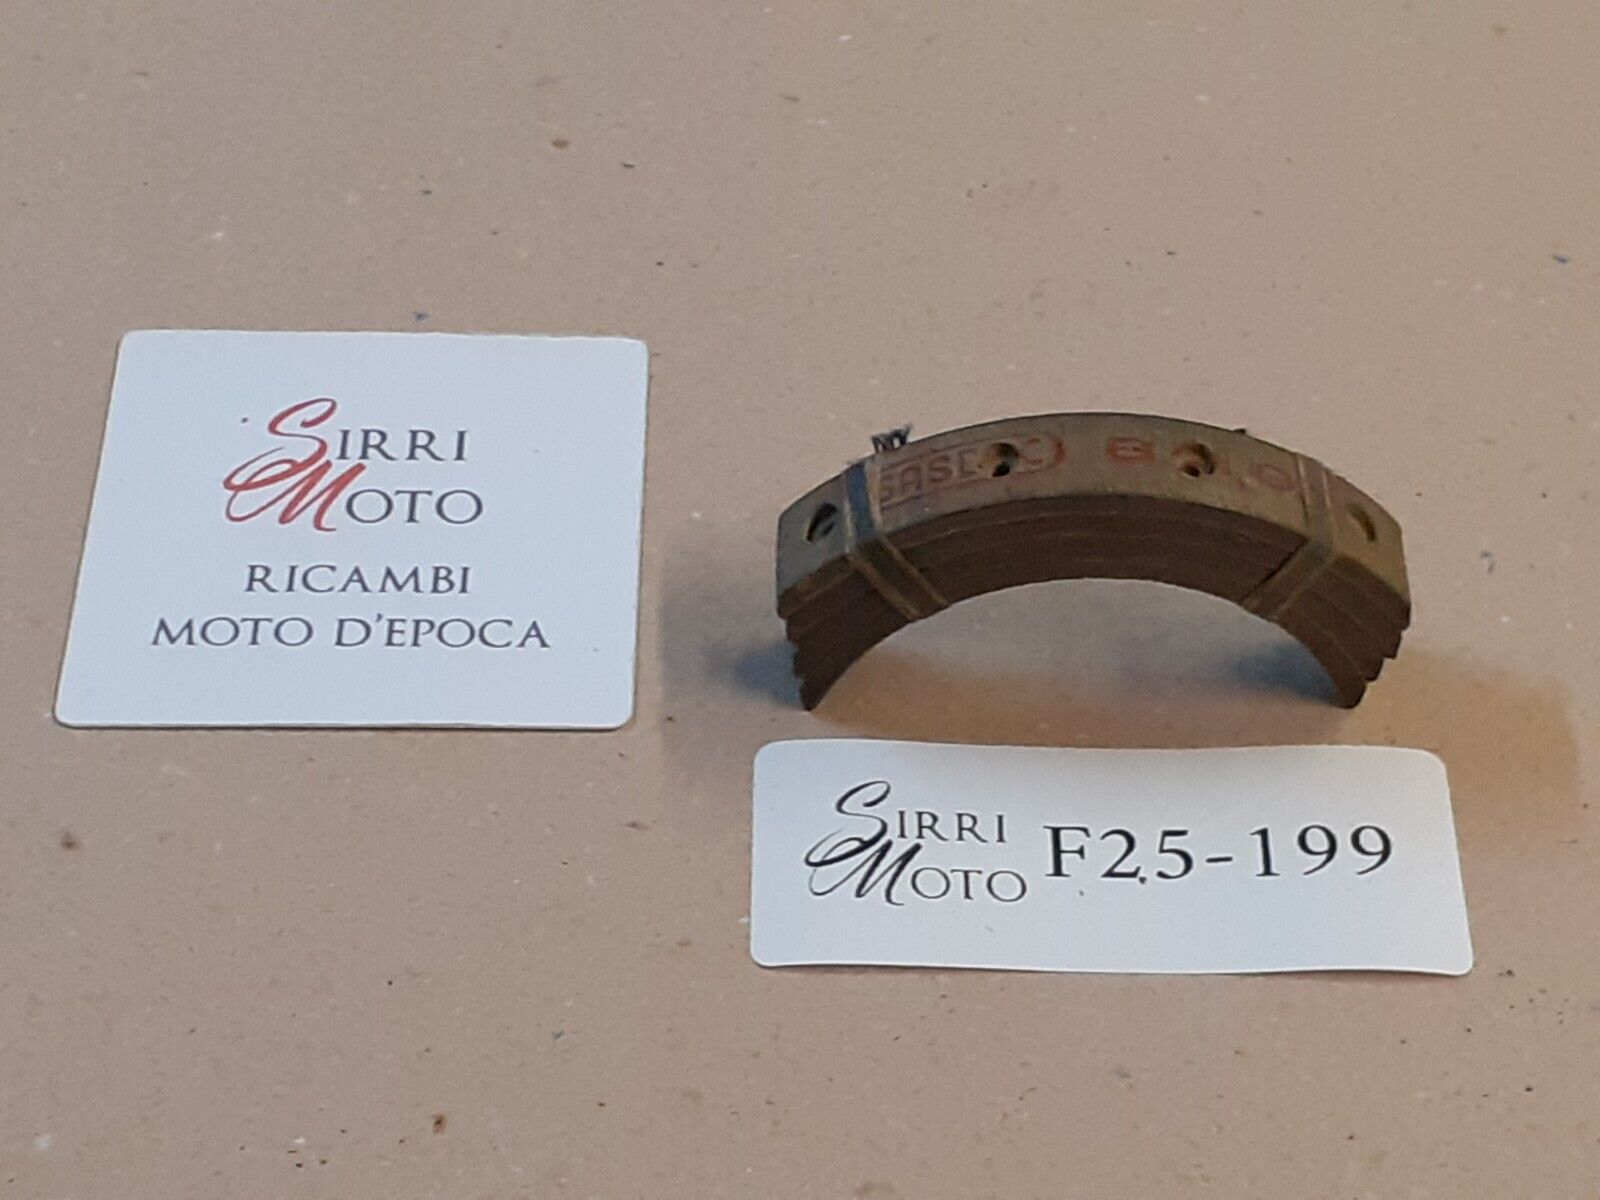 SIRRI
MOTO
RICAMBI
MOTO D'EPOCA
SIRRI
MOTO
F25-199